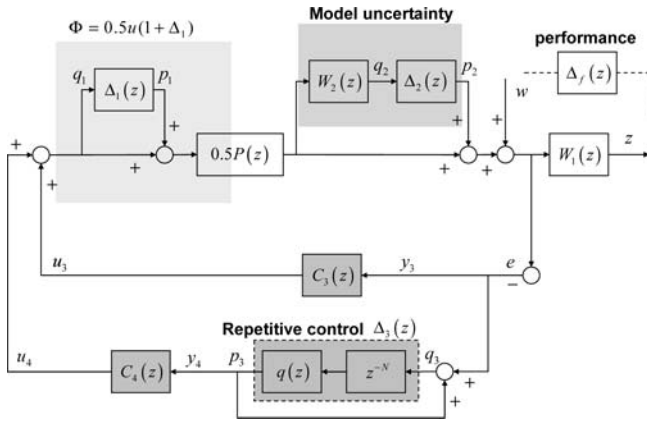 Φ = 0.5u(1 + Δ₁)
Model uncertainty
performance
q₁
p₁
Δ₁(z)
W₂(z)
q₂
Δ₂(z)
p₂
w
Δ_f(z)
+
+
+
+
+
+
+
+
0.5P(z)
W₁(z)
z
u₃
C₃(z)
y₃
e
−
Repetitive control Δ₃(z)
u₄
C₄(z)
y₄
p₃
q(z)
z⁻ᴺ
q₃
+
+